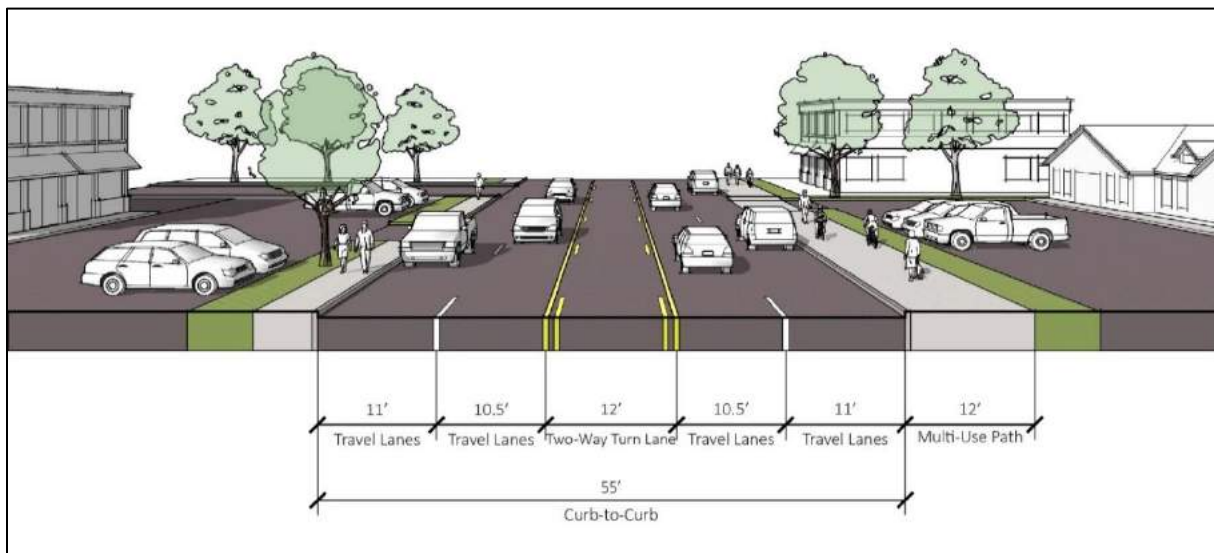 11’
10.5’
12’
10.5’
11’
12’
Travel Lanes
Travel Lanes
Two-Way Turn Lane
Travel Lanes
Travel Lanes
Multi-Use Path
55’
Curb-to-Curb